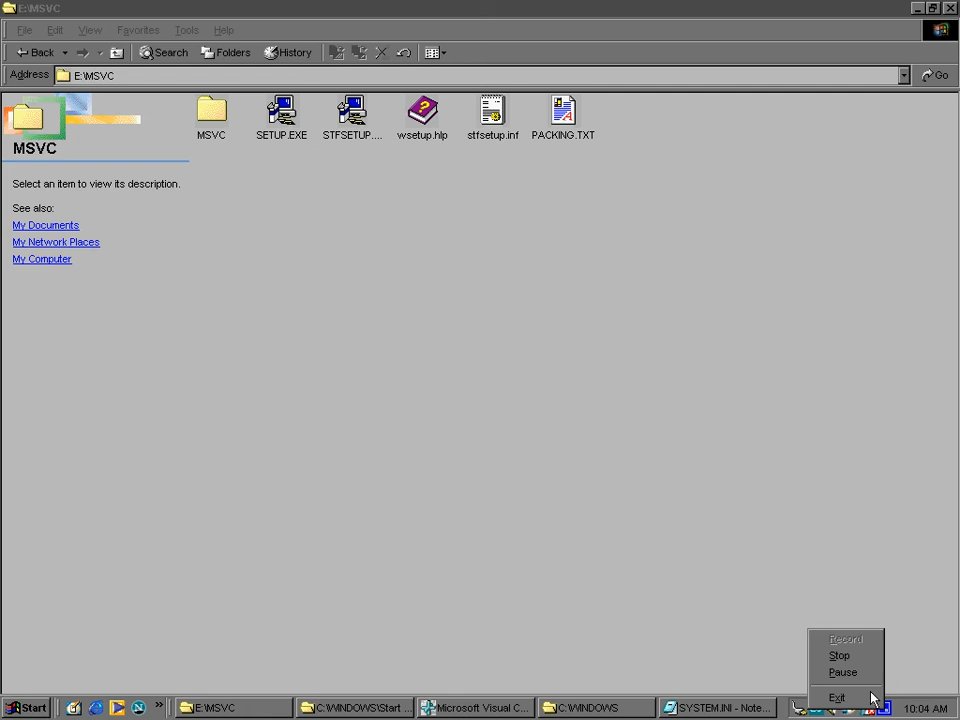 E:\MSVC
File Edit View Favorites Tools Help
Back Search Folders History
Address E:\MSVC Go
MSVC SETUP.EXE STFSETUP.... wsetup.hlp stfsetup.inf PACKING.TXT
MSVC
Select an item to view its description.
See also:
My Documents
My Network Places
My Computer
Record
Stop
Pause
Exit
Start » E:\MSVC C:\WINDOWS\Start ... Microsoft Visual C... C:\WINDOWS SYSTEM.INI - Note... 10:04 AM